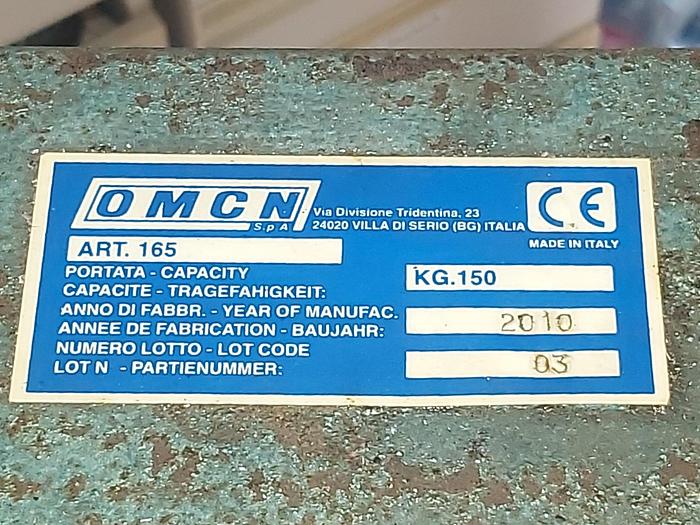 OMCN
S.p.A
Via Divisione Tridentina, 23
24020 VILLA DI SERIO (BG) ITALIA
CE
MADE IN ITALY
ART. 165
PORTATA - CAPACITY
CAPACITE - TRAGEFAHIGKEIT:
KG.150
ANNO DI FABBR. - YEAR OF MANUFAC.
ANNEE DE FABRICATION - BAUJAHR:
2010
NUMERO LOTTO - LOT CODE
LOT N - PARTIENUMMER:
03